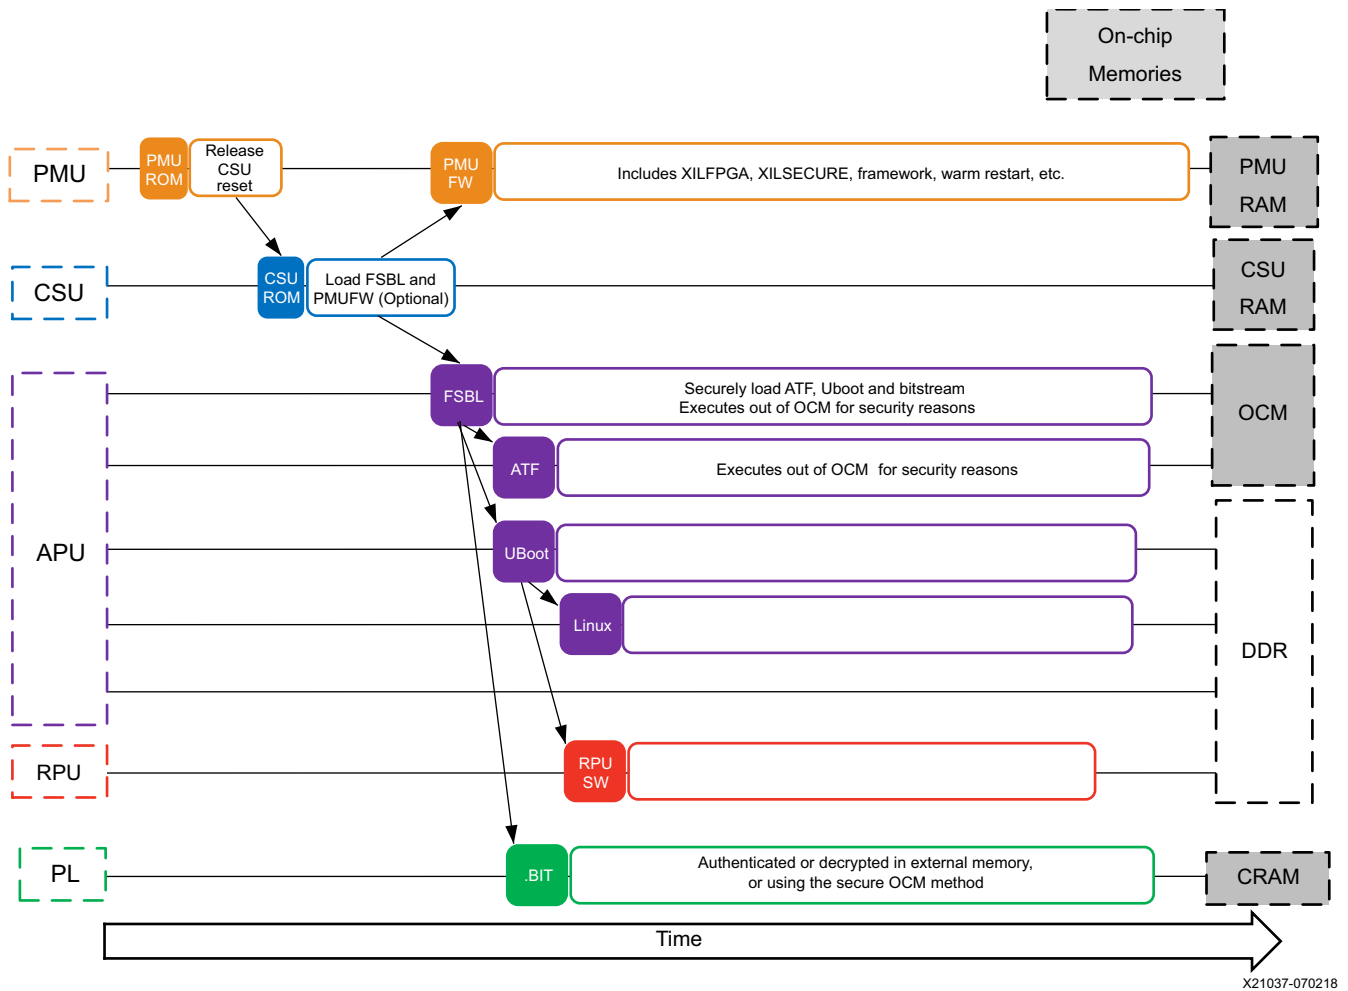 On-chip
Memories
PMU
PMU
ROM
Release
CSU
reset
PMU
FW
Includes XILFPGA, XILSECURE, framework, warm restart, etc.
PMU
RAM
CSU
CSU
ROM
Load FSBL and
PMUFW (Optional)
CSU
RAM
APU
FSBL
Securely load ATF, Uboot and bitstream
Executes out of OCM for security reasons
OCM
ATF
Executes out of OCM for security reasons
UBoot
Linux
DDR
RPU
RPU
SW
PL
.BIT
Authenticated or decrypted in external memory,
or using the secure OCM method
CRAM
Time
X21037-070218